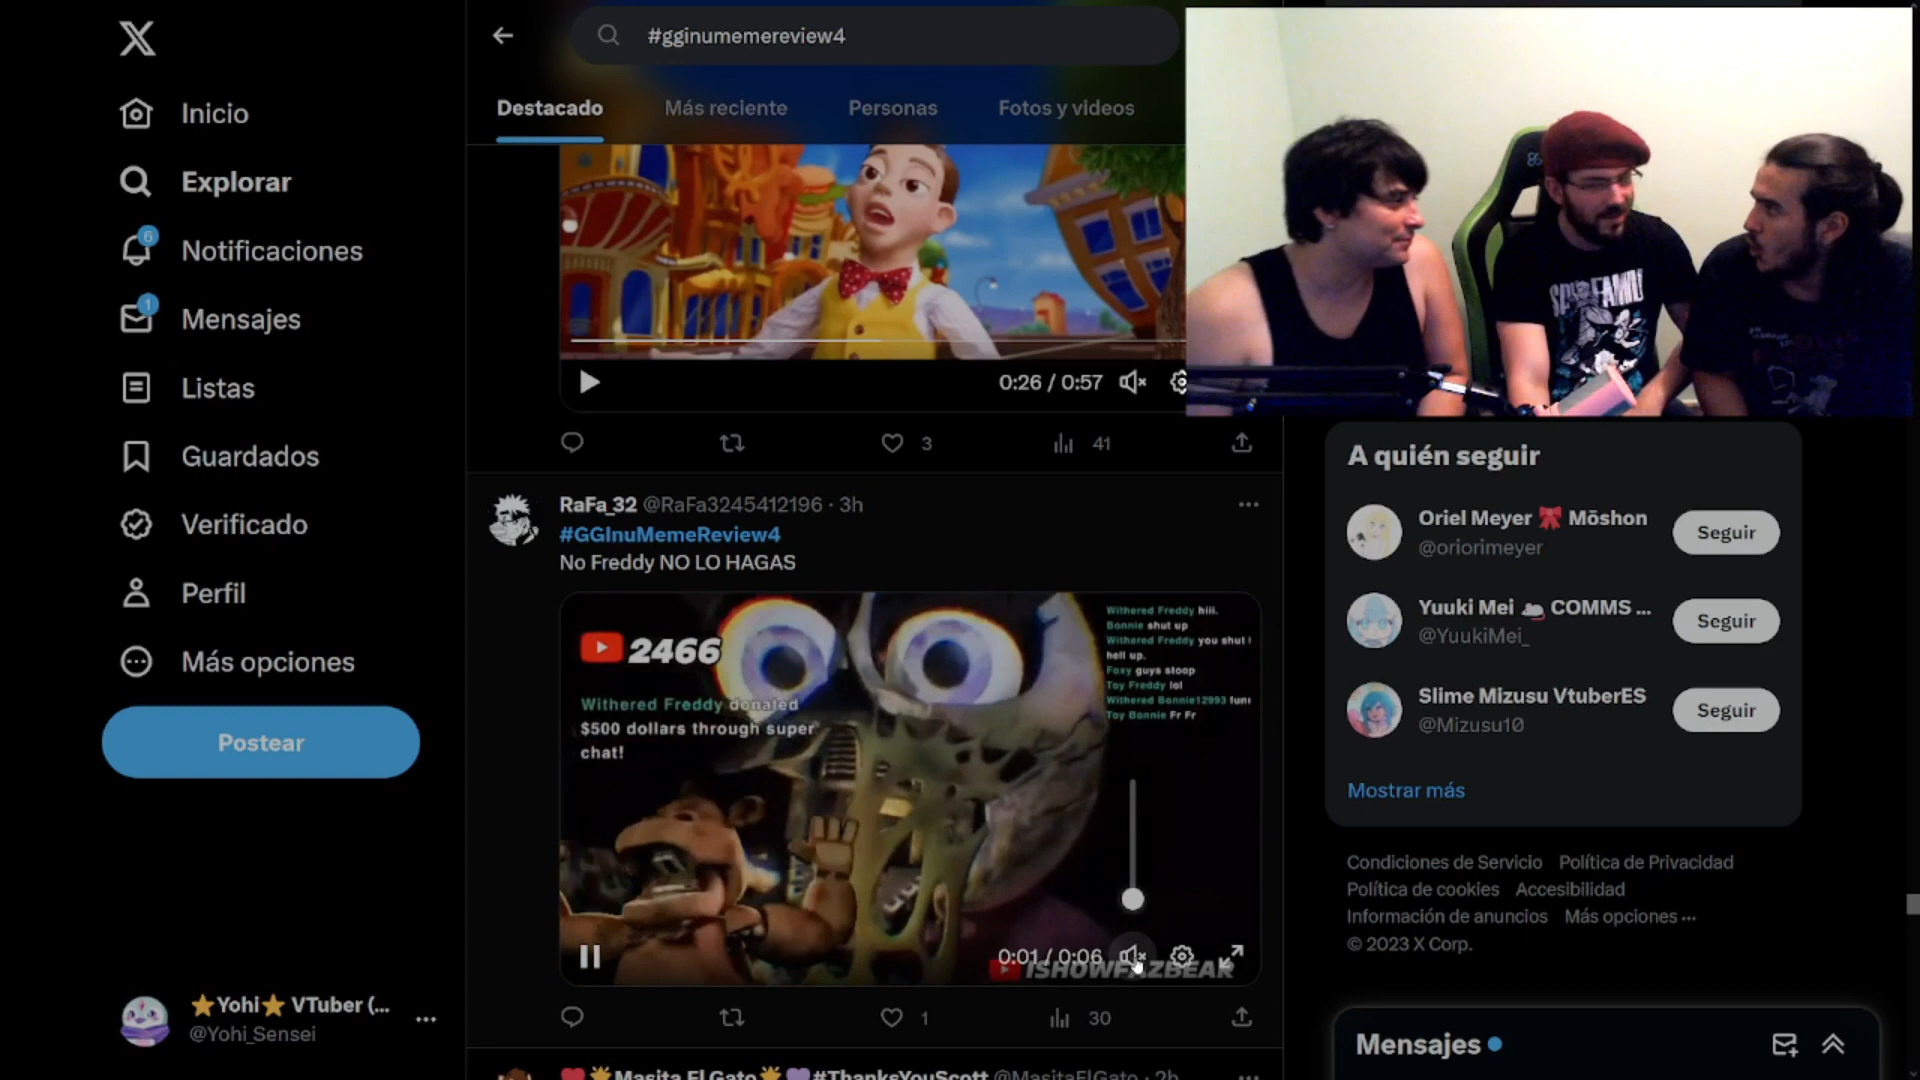 Inicio
Explorar
6
Notificaciones
1
Mensajes
Listas
Guardados
Verificado
Perfil
Más opciones
Postear
⭐Yohi⭐ VTuber (...
@Yohi_Sensei
#gginumemereview4
Destacado
Más reciente
Personas
Fotos y videos
0:26 / 0:57
3
41
RaFa_32 @RaFa3245412196 · 3h
#GGInuMemeReview4
No Freddy NO LO HAGAS
2466
Withered Freddy donated
$500 dollars through super
chat!
Withered Freddy hiii.
Bonnie shut up
Withered Freddy you shut
hell up.
Foxy guys stoop
Toy Freddy lol
Withered Bonnie12993
Toy Bonnie Fr Fr
0:01 / 0:06
ISHOWFAZBEAR
1
30
Masita El Gato🌟💜#ThanksYouScott @MasitaElGato · 2h
SPY FAMILY
A quién seguir
Oriel Meyer 🎀 Mōshon
@oriorimeyer
Seguir
Yuuki Mei 🐁 COMMS ...
@YuukiMei_
Seguir
Slime Mizusu VtuberES
@Mizusu10
Seguir
Mostrar más
Condiciones de Servicio Política de Privacidad
Política de cookies Accesibilidad
Información de anuncios Más opciones ...
© 2023 X Corp.
Mensajes